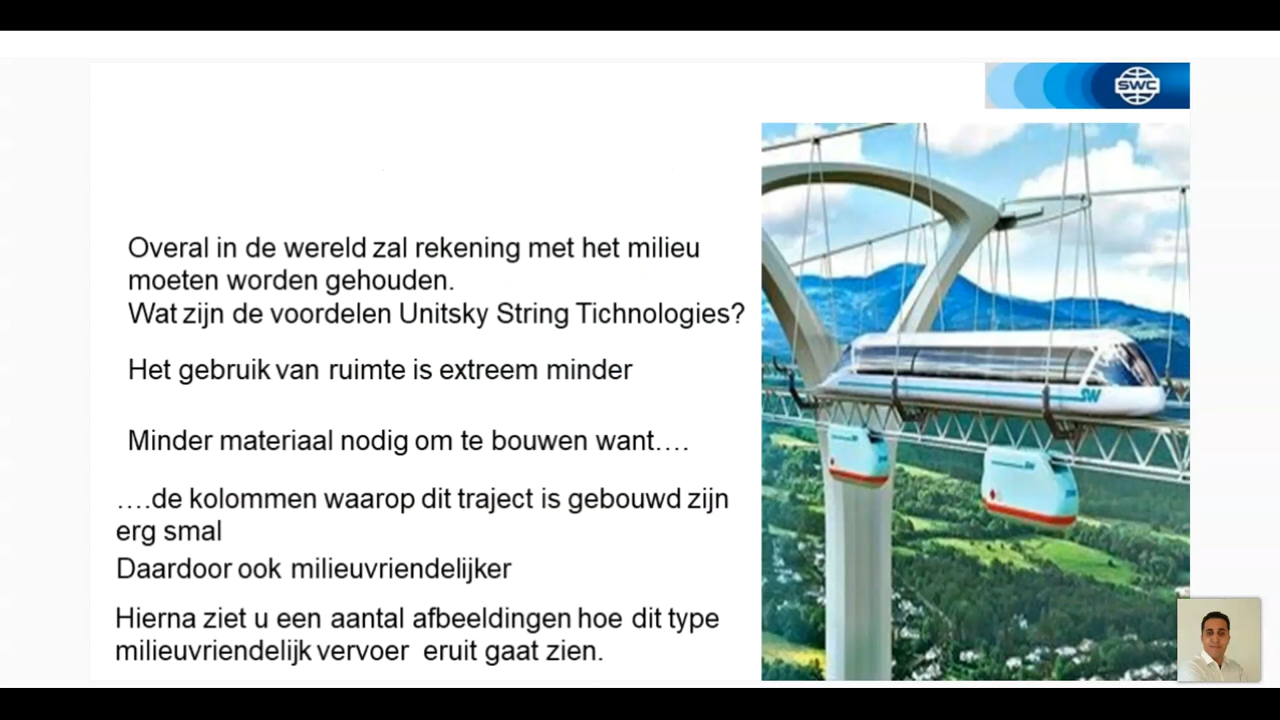 SWC
Overal in de wereld zal rekening met het milieu
moeten worden gehouden.
Wat zijn de voordelen Unitsky String Tichnologies?
Het gebruik van ruimte is extreem minder
Minder materiaal nodig om te bouwen want….
….de kolommen waarop dit traject is gebouwd zijn
erg smal
Daardoor ook milieuvriendelijker
Hierna ziet u een aantal afbeeldingen hoe dit type
milieuvriendelijk vervoer eruit gaat zien.
SW